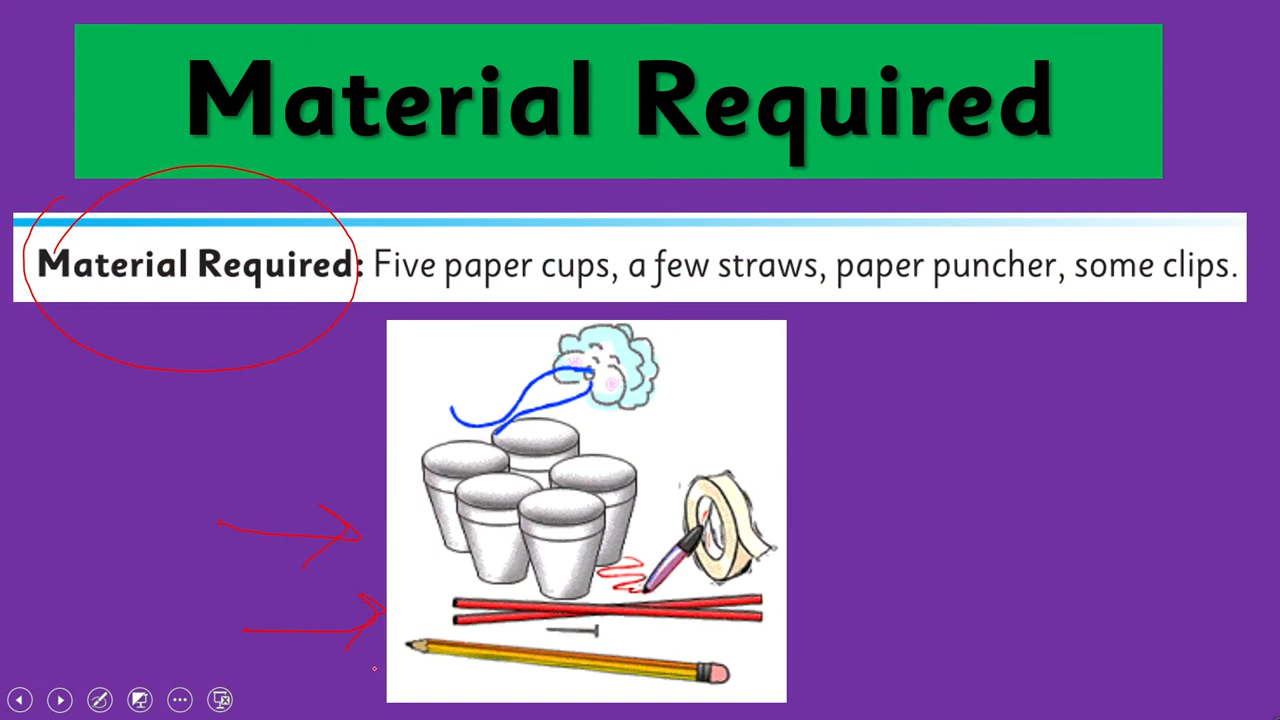 Material Required
Material Required: Five paper cups, a few straws, paper puncher, some clips.